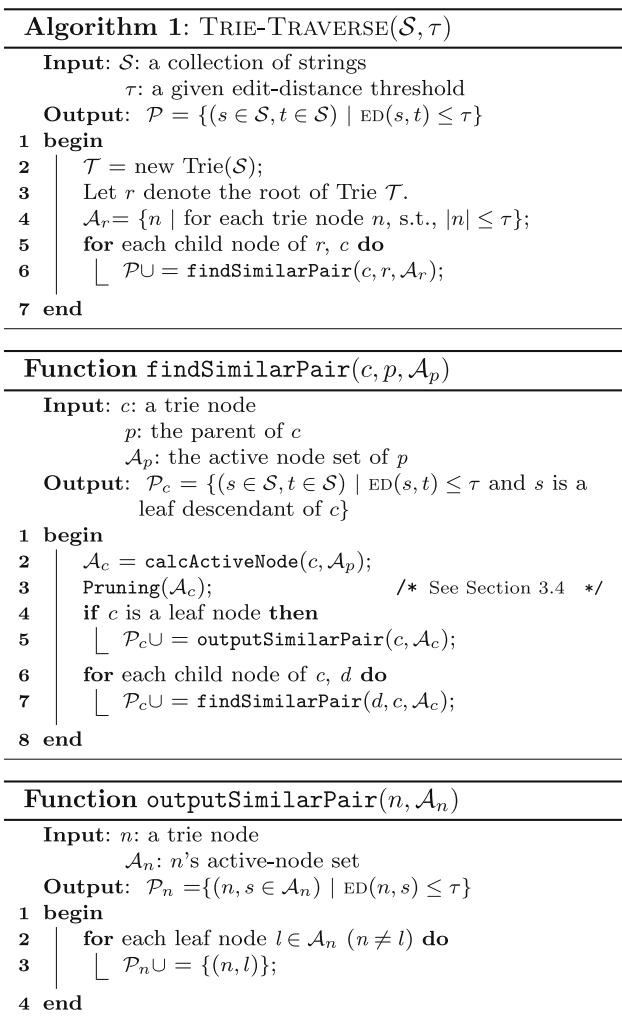 Algorithm 1: TRIE-TRAVERSE(𝒮, τ)
Input: 𝒮: a collection of strings
τ: a given edit-distance threshold
Output: 𝒫 = {(s ∈ 𝒮, t ∈ 𝒮) | ED(s, t) ≤ τ}
1 begin
2 𝒯 = new Trie(𝒮);
3 Let r denote the root of Trie 𝒯.
4 𝒜r= {n | for each trie node n, s.t., |n| ≤ τ};
5 for each child node of r, c do
6 𝒫∪ = findSimilarPair(c, r, 𝒜r);
7 end
Function findSimilarPair(c, p, 𝒜p)
Input: c: a trie node
p: the parent of c
𝒜p: the active node set of p
Output: 𝒫c = {(s ∈ 𝒮, t ∈ 𝒮) | ED(s, t) ≤ τ and s is a
leaf descendant of c}
1 begin
2 𝒜c = calcActiveNode(c, 𝒜p);
3 Pruning(𝒜c); /* See Section 3.4 */
4 if c is a leaf node then
5 𝒫c∪ = outputSimilarPair(c, 𝒜c);
6 for each child node of c, d do
7 𝒫c∪ = findSimilarPair(d, c, 𝒜c);
8 end
Function outputSimilarPair(n, 𝒜n)
Input: n: a trie node
𝒜n: n's active-node set
Output: 𝒫n ={(n, s ∈ 𝒜n) | ED(n, s) ≤ τ}
1 begin
2 for each leaf node l ∈ 𝒜n (n ≠ l) do
3 𝒫n∪ = {(n, l)};
4 end